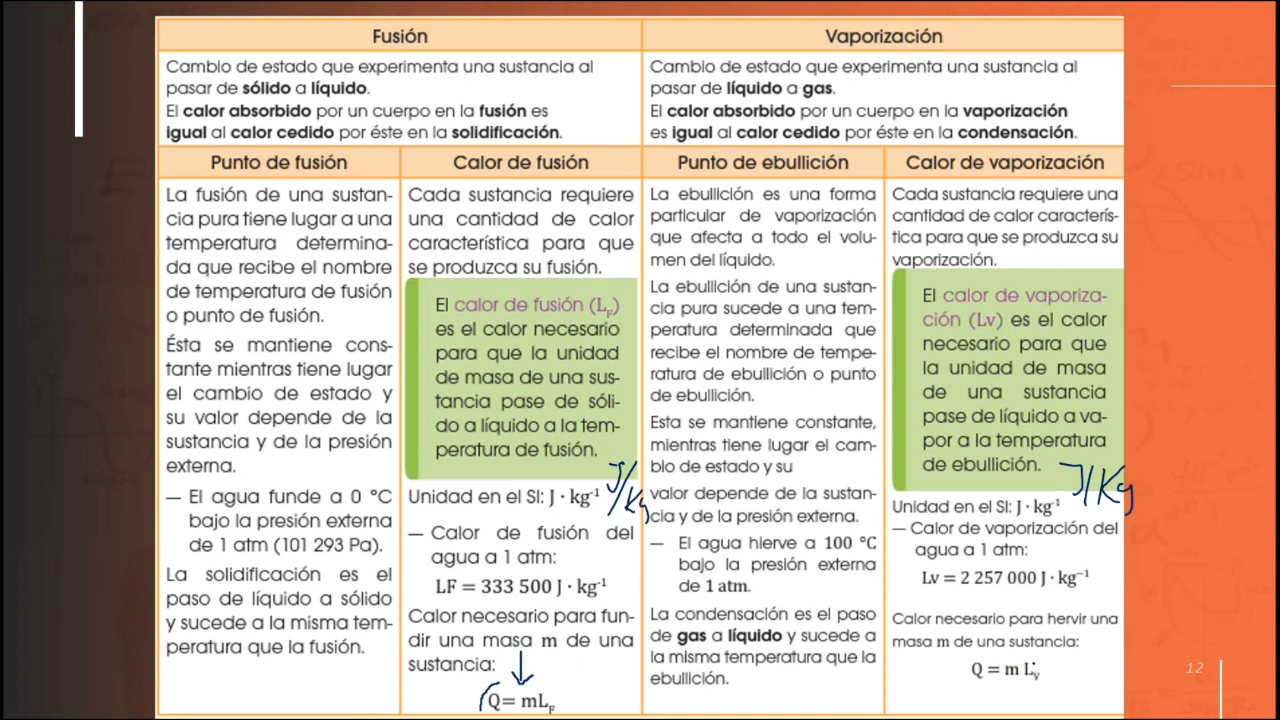 Fusión
Vaporización
Cambio de estado que experimenta una sustancia al
pasar de sólido a líquido.
El calor absorbido por un cuerpo en la fusión es
igual al calor cedido por éste en la solidificación.
Cambio de estado que experimenta una sustancia al
pasar de líquido a gas.
El calor absorbido por un cuerpo en la vaporización
es igual al calor cedido por éste en la condensación.
Punto de fusión
Calor de fusión
Punto de ebullición
Calor de vaporización
La fusión de una sustan-
cia pura tiene lugar a una
temperatura determina-
da que recibe el nombre
de temperatura de fusión
o punto de fusión.
Ésta se mantiene cons-
tante mientras tiene lugar
el cambio de estado y
su valor depende de la
sustancia y de la presión
externa.
— El agua funde a 0 °C
bajo la presión externa
de 1 atm (101 293 Pa).
La solidificación es el
paso de líquido a sólido
y sucede a la misma tem-
peratura que la fusión.
Cada sustancia requiere
una cantidad de calor
característica para que
se produzca su fusión.
El calor de fusión (L_F)
es el calor necesario
para que la unidad
de masa de una sus-
tancia pase de sóli-
do a líquido a la tem-
peratura de fusión.
J/Kg
Unidad en el SI: J · kg⁻¹
— Calor de fusión del
agua a 1 atm:
LF = 333 500 J · kg⁻¹
Calor necesario para fun-
dir una masa m de una
sustancia:
Q = mL_F
La ebullición es una forma
particular de vaporización
que afecta a todo el volu-
men del líquido.
La ebullición de una sustan-
cia pura sucede a una tem-
peratura determinada que
recibe el nombre de tempe-
ratura de ebullición o punto
de ebullición.
Esta se mantiene constante,
mientras tiene lugar el cam-
bio de estado y su
valor depende de la sustan-
cia y de la presión externa.
— El agua hierve a 100 °C
bajo la presión externa
de 1 atm.
La condensación es el paso
de gas a líquido y sucede a
la misma temperatura que la
ebullición.
Cada sustancia requiere una
cantidad de calor caracterís-
tica para que se produzca su
vaporización.
El calor de vaporiza-
ción (Lv) es el calor
necesario para que
la unidad de masa
de una sustancia
pase de líquido a va-
por a la temperatura
de ebullición.
J/Kg
Unidad en el SI: J · kg⁻¹
— Calor de vaporización del
agua a 1 atm:
Lv = 2 257 000 J · kg⁻¹
Calor necesario para hervir una
masa m de una sustancia:
Q = m L_v
12